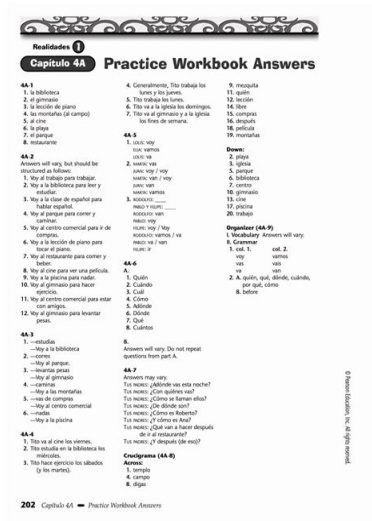 Realidades 1
Capítulo 4A
Practice Workbook Answers
4A-1
1. la biblioteca
2. el gimnasio
3. la lección de piano
4. las montañas (al campo)
5. al cine
6. la playa
7. el parque
8. restaurante
4A-2
Answers will vary, but should be
structured as follows:
1. Voy al trabajo para trabajar.
2. Voy a la biblioteca para leer y
estudiar.
3. Voy a la clase de español para
hablar español.
4. Voy al parque para correr y
caminar.
5. Voy al centro comercial para ir de
compras.
6. Voy a la lección de piano para
tocar el piano.
7. Voy al restaurante para comer y
beber.
8. Voy al cine para ver una película.
9. Voy a la piscina para nadar.
10. Voy al gimnasio para hacer
ejercicio.
11. Voy al centro comercial para estar
con amigos.
12. Voy al gimnasio para levantar
pesas.
4A-3
1. —estudias
—Voy a la biblioteca
2. —corres
—Voy al parque.
3. —levantas pesas
—Voy al gimnasio
4. —caminas
—Voy a las montañas
5. —vas de compras
—Voy al centro comercial
6. —nadas
—Voy a la piscina
4A-4
1. Tito va al cine los viernes.
2. Tito estudia en la biblioteca los
miércoles.
3. Tito hace ejercicio los sábados
(y los martes).
4. Generalmente, Tito trabaja los
lunes y los jueves.
5. Tito trabaja los lunes.
6. Tito va a la iglesia los domingos.
7. Tito va al gimnasio y a la iglesia
los fines de semana.
4A-5
1. LOLIS: voy
ELIA: vamos
LOLIS: va
2. MARTA: vas
JUAN: voy / voy
MARTA: van / voy
JUAN: van
MARTA: vamos
3. RODOLFO: ____
PABLO Y FELIPE: ____
RODOLFO: van
PABLO: voy
FELIPE: voy / Voy
RODOLFO: vamos / va
PABLO: va / van
FELIPE: ir
4A-6
A.
1. Quién
2. Cuándo
3. Cuál
4. Cómo
5. Adónde
6. Dónde
7. Qué
8. Cuántos
B.
Answers will vary. Do not repeat
questions from part A.
4A-7
Answers may vary.
TUS PADRES: ¿Adónde vas esta noche?
TUS PADRES: ¿Con quiénes vas?
TUS PADRES: ¿Cómo se llaman ellos?
TUS PADRES: ¿De dónde son?
TUS PADRES: ¿Cómo es Roberto?
TUS PADRES: ¿Y cómo es Ana?
TUS PADRES: ¿Qué van a hacer después
de ir al restaurante?
TUS PADRES: ¿Y después (de eso)?
Crucigrama (4A-8)
Across:
1. templo
4. campo
8. digas
9. mezquita
11. quién
12. lección
14. libre
15. compras
16. después
18. película
19. montañas
Down:
2. playa
3. iglesia
5. parque
6. biblioteca
7. centro
10. gimnasio
13. cine
17. piscina
20. trabajo
Organizer (4A-9)
I. Vocabulary Answers will vary.
II. Grammar
1. col. 1. col. 2.
voy vamos
vas vais
va van
2. A. quién, qué, dónde, cuándo,
por qué, cómo
B. before
© Pearson Education, Inc. All rights reserved.
202 Capítulo 4A — Practice Workbook Answers